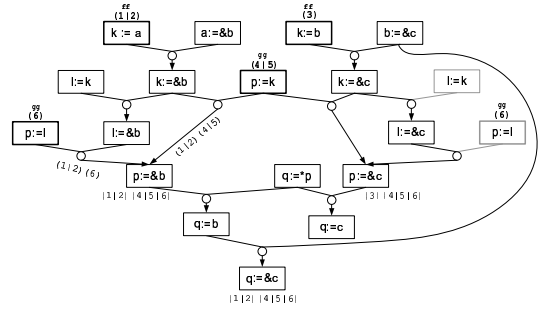 ff ff
(1|2) (3)
k := a a:=&b k:=b b:=&c
gg
(4|5)
l:=k k:=&b p:=k k:=&c l:=k
gg gg
(6) (6)
p:=l l:=&b l:=&c p:=l
(1|2) (4|5)
(1|2) (6)
p:=&b q:=*p p:=&c
|1|2| |4|5|6| |3| |4|5|6|
q:=b q:=c
q:=&c
|1|2| |4|5|6|